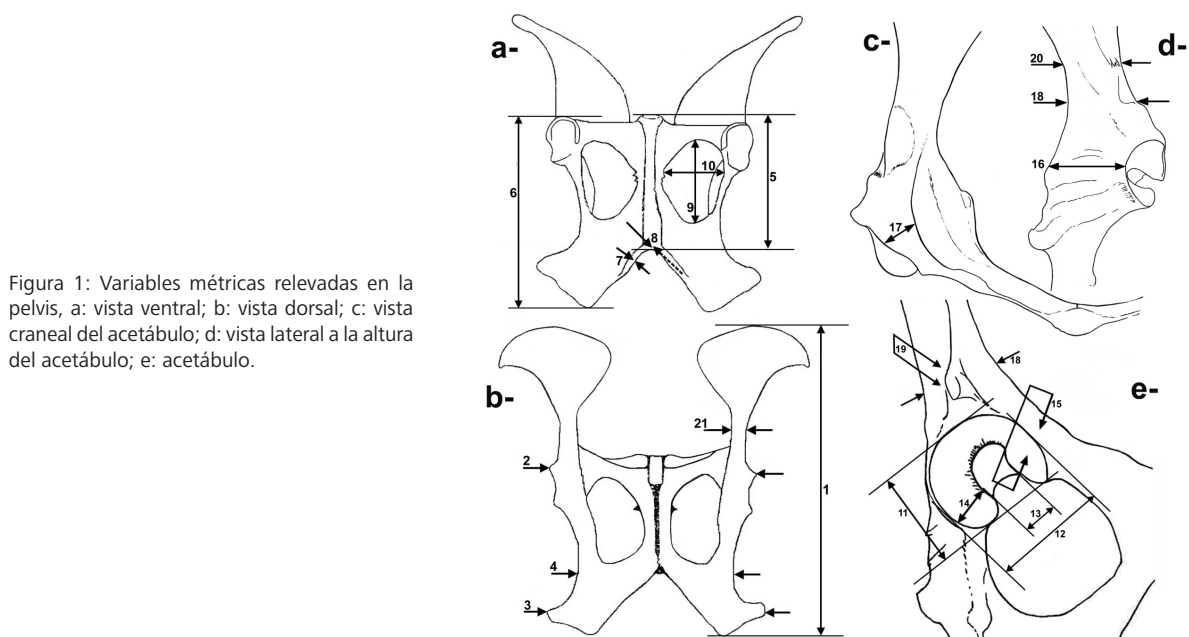 Figura 1: Variables métricas relevadas en la
pelvis, a: vista ventral; b: vista dorsal; c: vista
craneal del acetábulo; d: vista lateral a la altura
del acetábulo; e: acetábulo.
a-
6
10
9
5
8
7
b-
21
2
1
4
3
c-
17
d-
20
18
16
e-
19
18
15
14
11
13
12